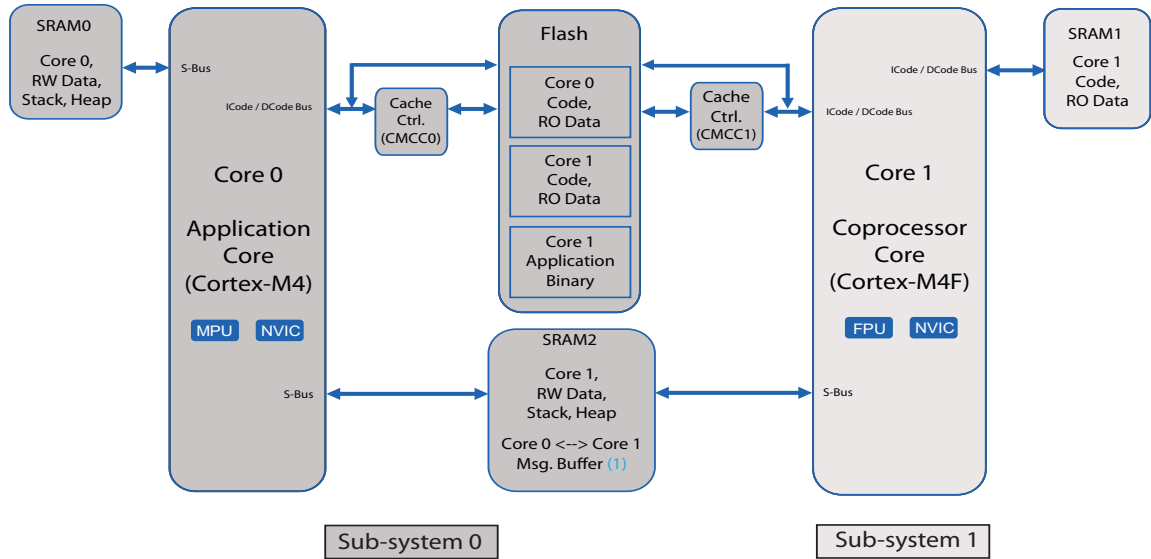 SRAM0
Core 0,
RW Data,
Stack, Heap
S-Bus
ICode / DCode Bus
Core 0
Application
Core
(Cortex-M4)
MPU
NVIC
S-Bus
Cache
Ctrl.
(CMCC0)
Flash
Core 0
Code,
RO Data
Core 1
Code,
RO Data
Core 1
Application
Binary
SRAM2
Core 1,
RW Data,
Stack, Heap
Core 0 <--> Core 1
Msg. Buffer (1)
Cache
Ctrl.
(CMCC1)
ICode / DCode Bus
ICode / DCode Bus
Core 1
Coprocessor
Core
(Cortex-M4F)
FPU
NVIC
S-Bus
SRAM1
Core 1
Code,
RO Data
Sub-system 0
Sub-system 1